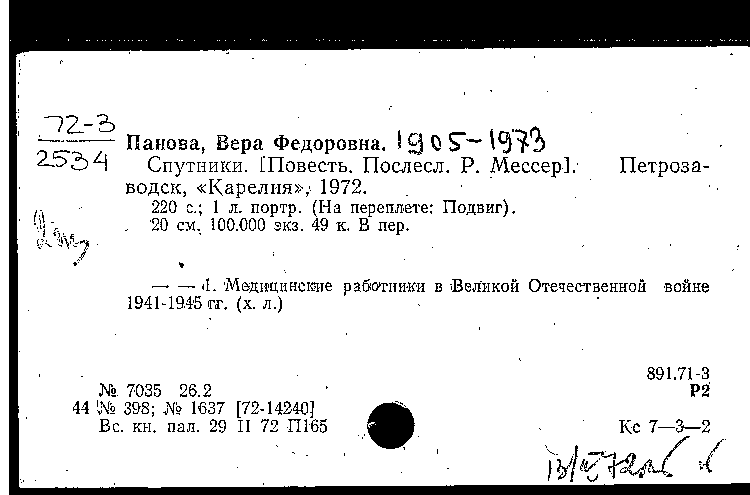 72-3
2534
Панова, Вера Федоровна. 1905-1973
Спутники. [Повесть. Послесл. Р. Мессер]. Петроза-
водск, «Карелия», 1972.
220 с.; 1 л. портр. (На переплете: Подвиг).
20 см. 100.000 экз. 49 к. В пер.
— — 1. Медицинские работники в Великой Отечественной войне
1941-1945 гг. (х. л.)
891.71-3
№ 7035 26.2 Р2
44 № 398; № 1637 [72-14240]
Вс. кн. пал. 29 II 72 П165 Кс 7—3—2